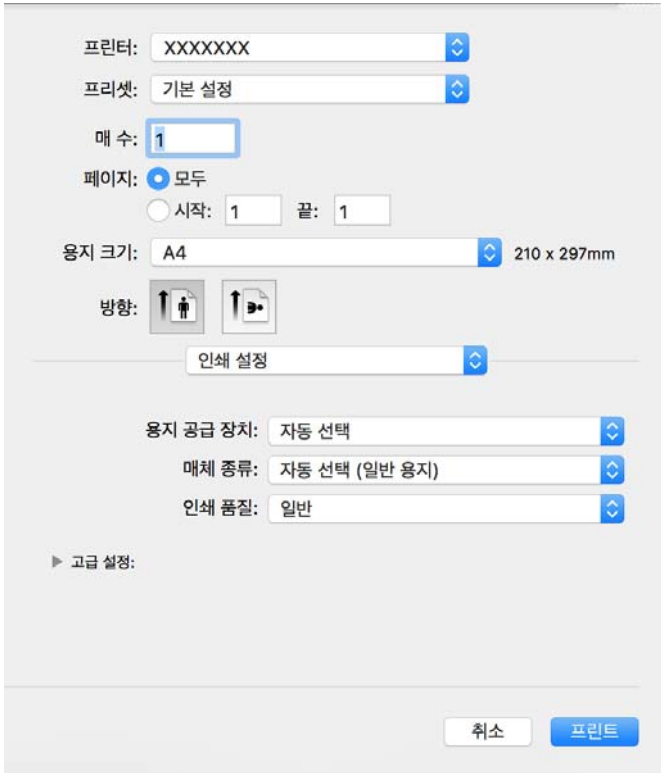 프린터: XXXXXXX
프리셋: 기본 설정
매 수: 1
페이지: 모두
시작: 1 끝: 1
용지 크기: A4 210 x 297mm
방향:
인쇄 설정
용지 공급 장치: 자동 선택
매체 종류: 자동 선택 (일반 용지)
인쇄 품질: 일반
고급 설정:
취소 프린트